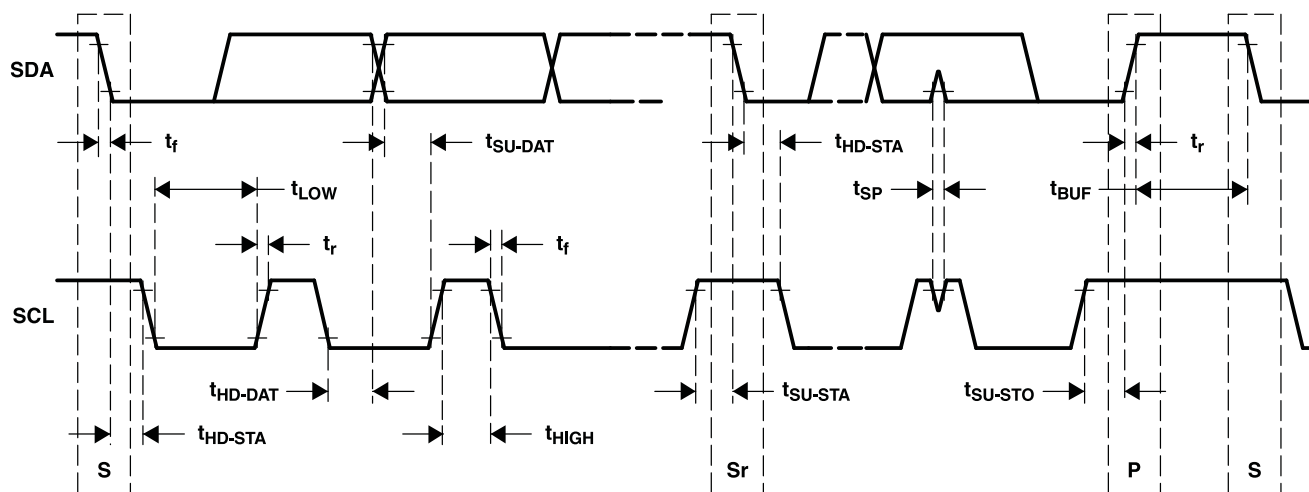 SDA
t_f
t_SU-DAT
t_HD-STA
t_r
t_LOW
t_SP
t_BUF
t_r
t_f
SCL
t_HD-DAT
t_SU-STA
t_SU-STO
t_HD-STA
t_HIGH
S
Sr
P
S